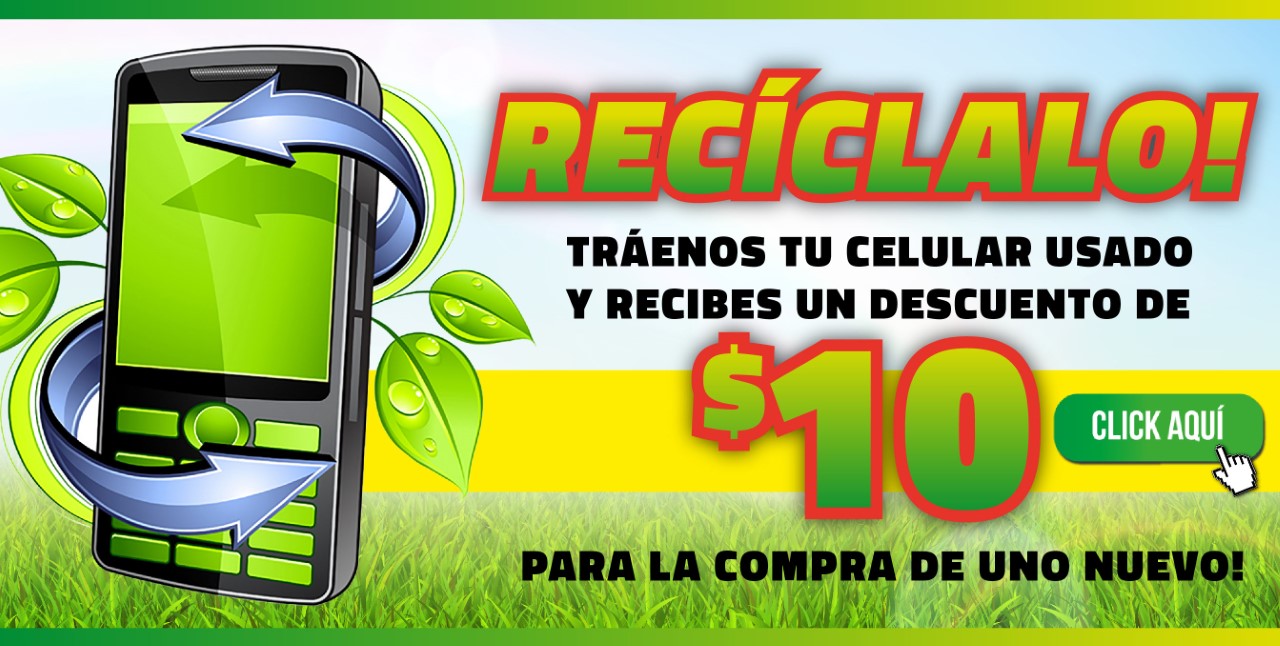 RECÍCLALO!
TRÁENOS TU CELULAR USADO
Y RECIBES UN DESCUENTO DE
$10
CLICK AQUÍ
PARA LA COMPRA DE UNO NUEVO!